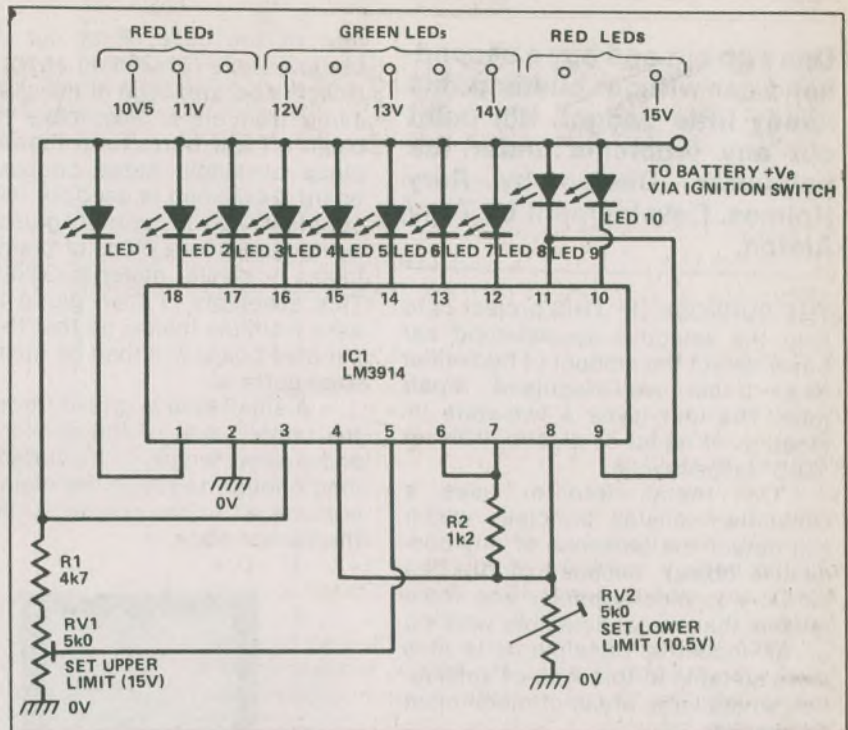 RED LEDs GREEN LEDs RED LEDS
10V5 11V 12V 13V 14V 15V
TO BATTERY +Ve
VIA IGNITION SWITCH
LED 1 LED 2 LED 3 LED 4 LED 5 LED 6 LED 7 LED 8 LED 9 LED 10
18 17 16 15 14 13 12 11 10
IC1
LM3914
1 2 3 4 5 6 7 8 9
0V
R1
4k7
R2
1k2
RV1
5k0
SET UPPER
LIMIT (15V)
0V
RV2
5k0
SET LOWER
LIMIT (10.5V)
0V